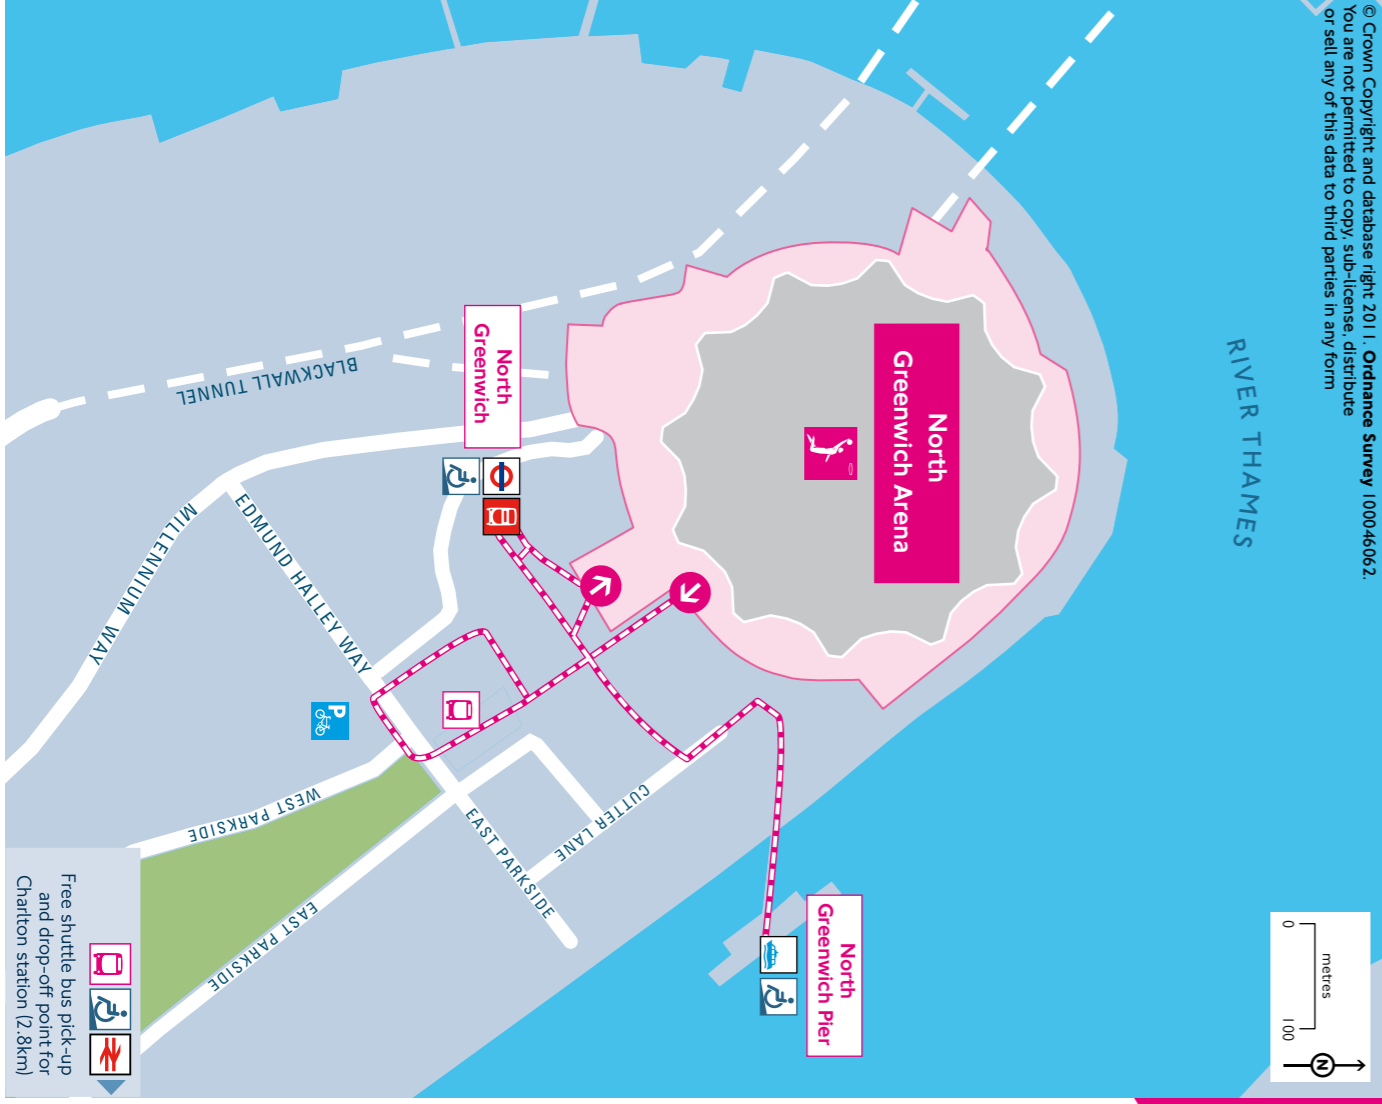 © Crown Copyright and database right 2011. Ordnance Survey 100046062.
You are not permitted to copy, sub-license, distribute
or sell any of this data to third parties in any form
RIVER THAMES
North
Greenwich Arena
North
Greenwich
BLACKWALL TUNNEL
MILLENNIUM WAY
EDMUND HALLEY WAY
P
WEST PARKSIDE
EAST PARKSIDE
CUTTER LANE
EAST PARKSIDE
North
Greenwich Pier
0
metres
100
N
Free shuttle bus pick-up
and drop-off point for
Charlton station (2.8km)